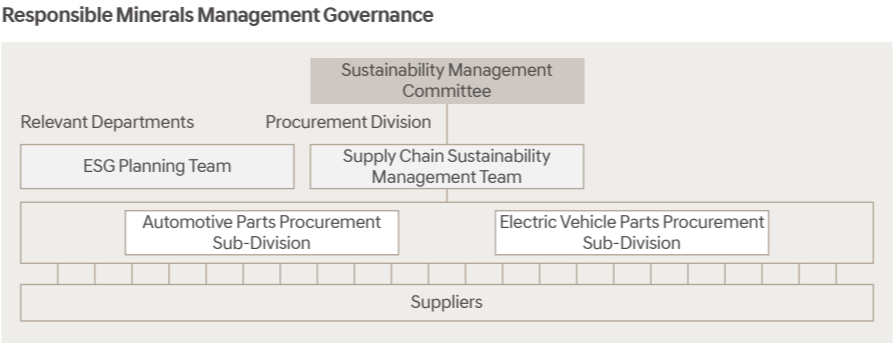 Responsible Minerals Management Governance
Sustainability Management
Committee
Relevant Departments
Procurement Division
ESG Planning Team
Supply Chain Sustainability
Management Team
Automotive Parts Procurement
Sub-Division
Electric Vehicle Parts Procurement
Sub-Division
Suppliers